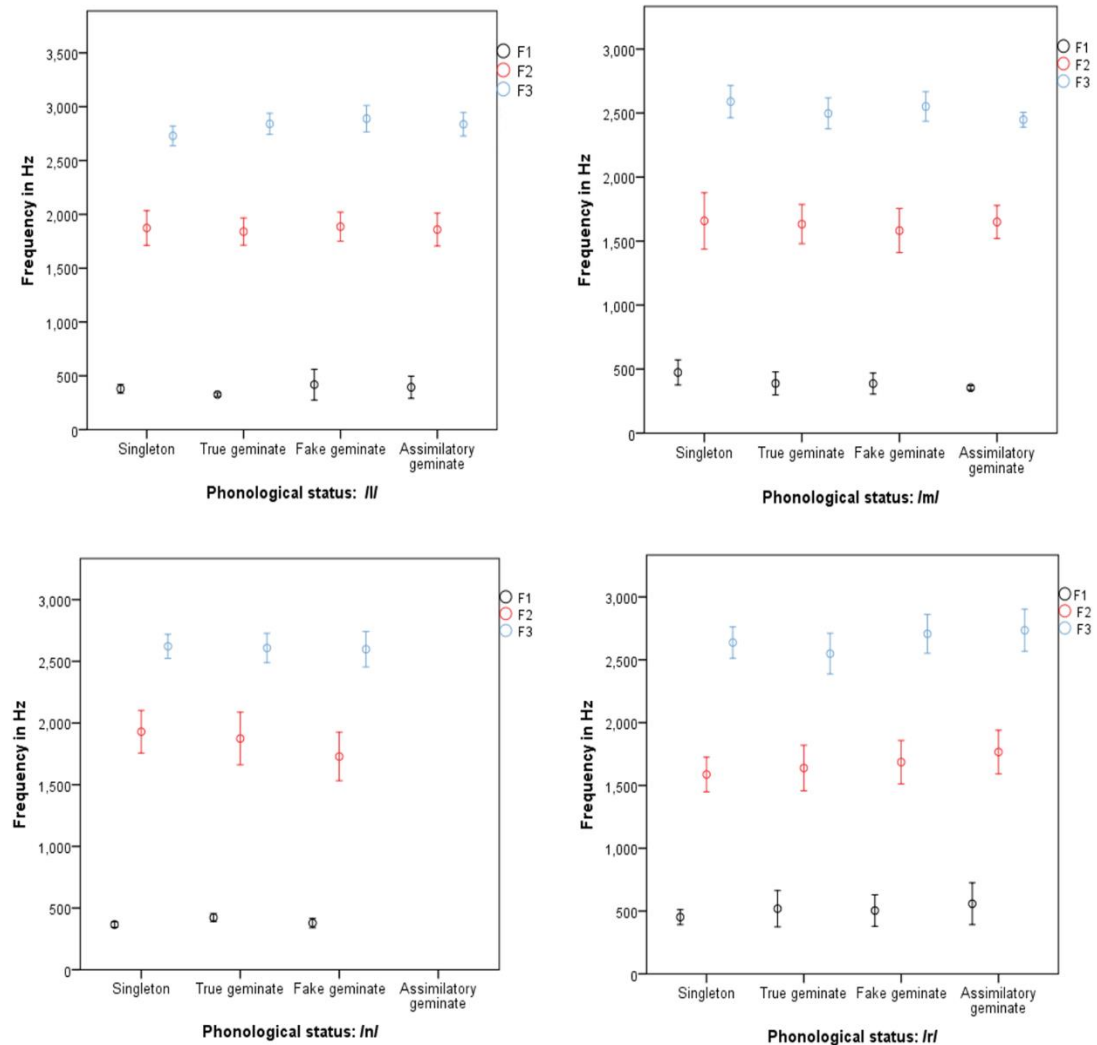 3,500
3,000
2,500
2,000
1,500
1,000
500
0
Frequency in Hz
F1
F2
F3
Singleton True geminate Fake geminate Assimilatory
geminate
Phonological status: /l/
3,000
2,500
2,000
1,500
1,000
500
0
Frequency in Hz
F1
F2
F3
Singleton True geminate Fake geminate Assimilatory
geminate
Phonological status: /m/
3,000
2,500
2,000
1,500
1,000
500
0
Frequency in Hz
F1
F2
F3
Singleton True geminate Fake geminate Assimilatory
geminate
Phonological status: /n/
3,000
2,500
2,000
1,500
1,000
500
0
Frequency in Hz
F1
F2
F3
Singleton True geminate Fake geminate Assimilatory
geminate
Phonological status: /r/